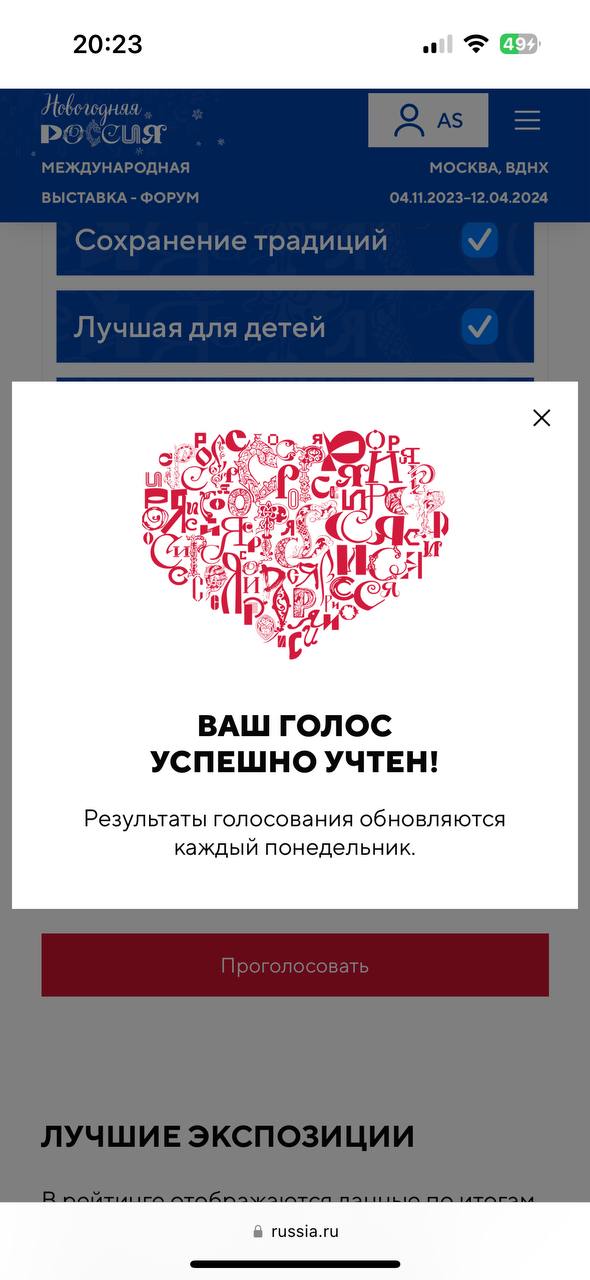 20:23
49
Новогодняя
РОССИЯ
AS
МЕЖДУНАРОДНАЯ
ВЫСТАВКА - ФОРУМ
МОСКВА, ВДНХ
04.11.2023–12.04.2024
Сохранение традиций
Лучшая для детей
ВАШ ГОЛОС
УСПЕШНО УЧТЕН!
Результаты голосования обновляются
каждый понедельник.
Проголосовать
ЛУЧШИЕ ЭКСПОЗИЦИИ
В рейтинге отображаются данные по итогам
russia.ru